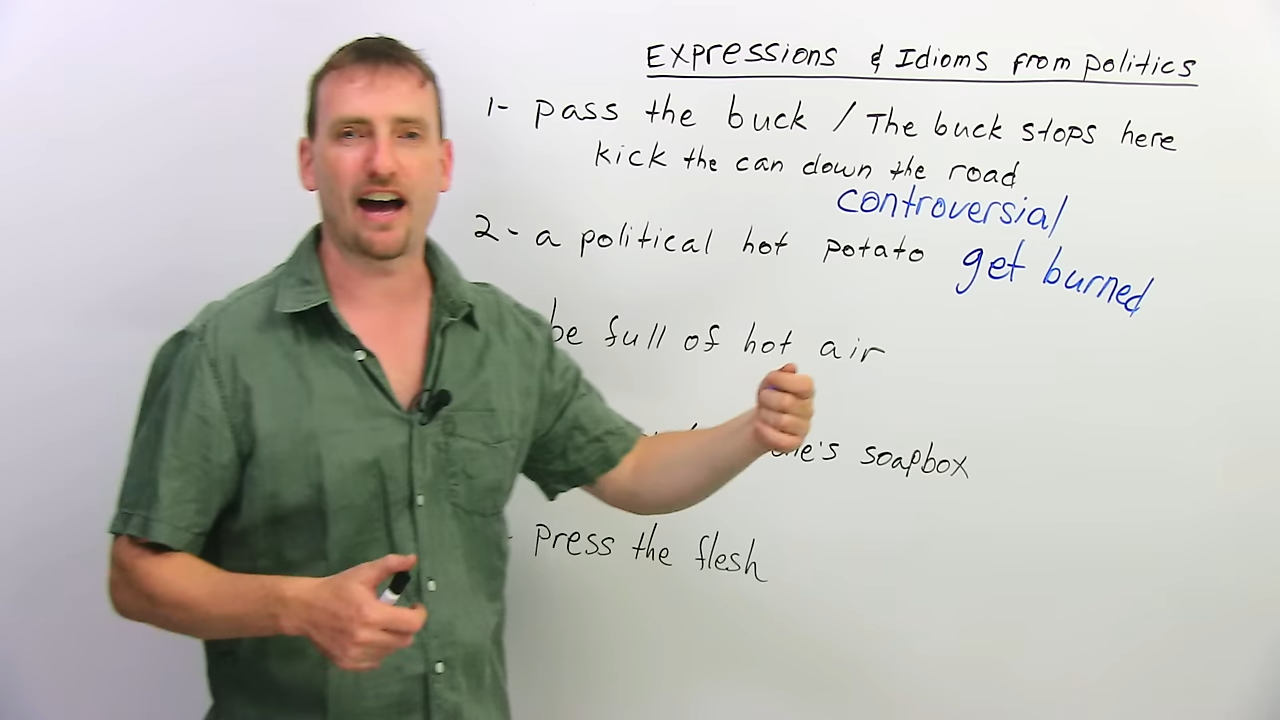 Expressions & Idioms from politics
1- pass the buck / The buck stops here
kick the can down the road
controversial
2- a political hot potato get burned
be full of hot air
soapbox
- press the flesh